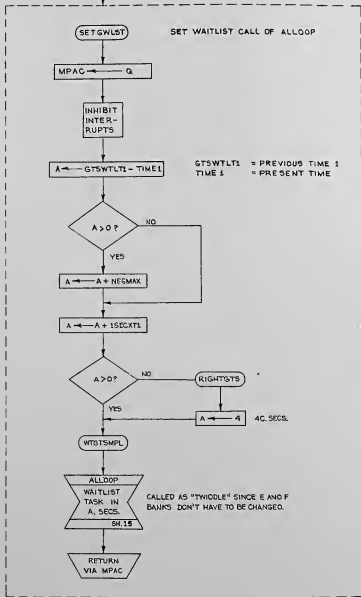 SETGWLST
SET WAITLIST CALL OF ALLOOP
MPAC ← Q
INHIBIT
INTER-
RUPTS
A ← GTSWTLT1 - TIME1
GTSWTLT1 = PREVIOUS TIME 1
TIME 1 = PRESENT TIME
A > 0?
NO
YES
A ← A + NEGMAX
A ← A + 1SECXT1
A > 0?
NO
RIGHTGTS
YES
A ← 4
4C. SECS.
WTGTSMPL
ALLOOP
WAITLIST
TASK IN
A, SECS.
SH.15
CALLED AS "TWIDDLE" SINCE E AND F
BANKS DON'T HAVE TO BE CHANGED.
RETURN
VIA MPAC